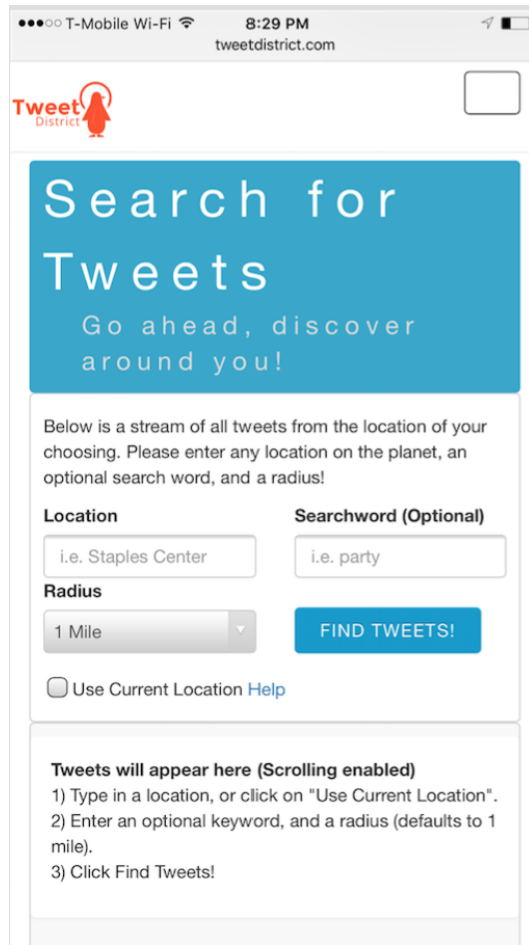 T-Mobile Wi-Fi 8:29 PM
tweetdistrict.com
Tweet
District
Search for
Tweets
Go ahead, discover
around you!
Below is a stream of all tweets from the location of your
choosing. Please enter any location on the planet, an
optional search word, and a radius!
Location Searchword (Optional)
i.e. Staples Center i.e. party
Radius
1 Mile FIND TWEETS!
Use Current Location Help
Tweets will appear here (Scrolling enabled)
1) Type in a location, or click on "Use Current Location".
2) Enter an optional keyword, and a radius (defaults to 1
mile).
3) Click Find Tweets!